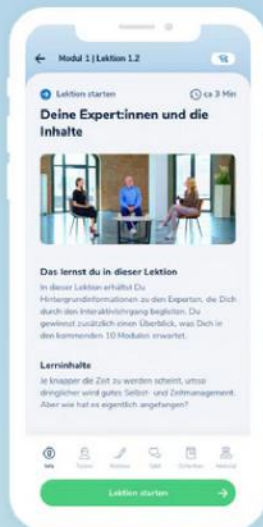 Modul 1 | Lektion 1.2
Lektion starten
ca 3 Min
Deine Expert:innen und die
Inhalte
Das lernst du in dieser Lektion
In dieser Lektion erhältst Du
Hintergrundinformationen zu den Experten, die Dich
durch den Interaktivlehrgang begleiten. Du
gewinnst zusätzlich einen Überblick, was Dich in
den kommenden 10 Modulen erwartet.
Lerninhalte
Je knapper die Zeit zu werden scheint, umso
dringlicher wird gutes Selbst- und Zeitmanagement.
Aber wie hat es eigentlich angefangen?
Info
Lektion starten